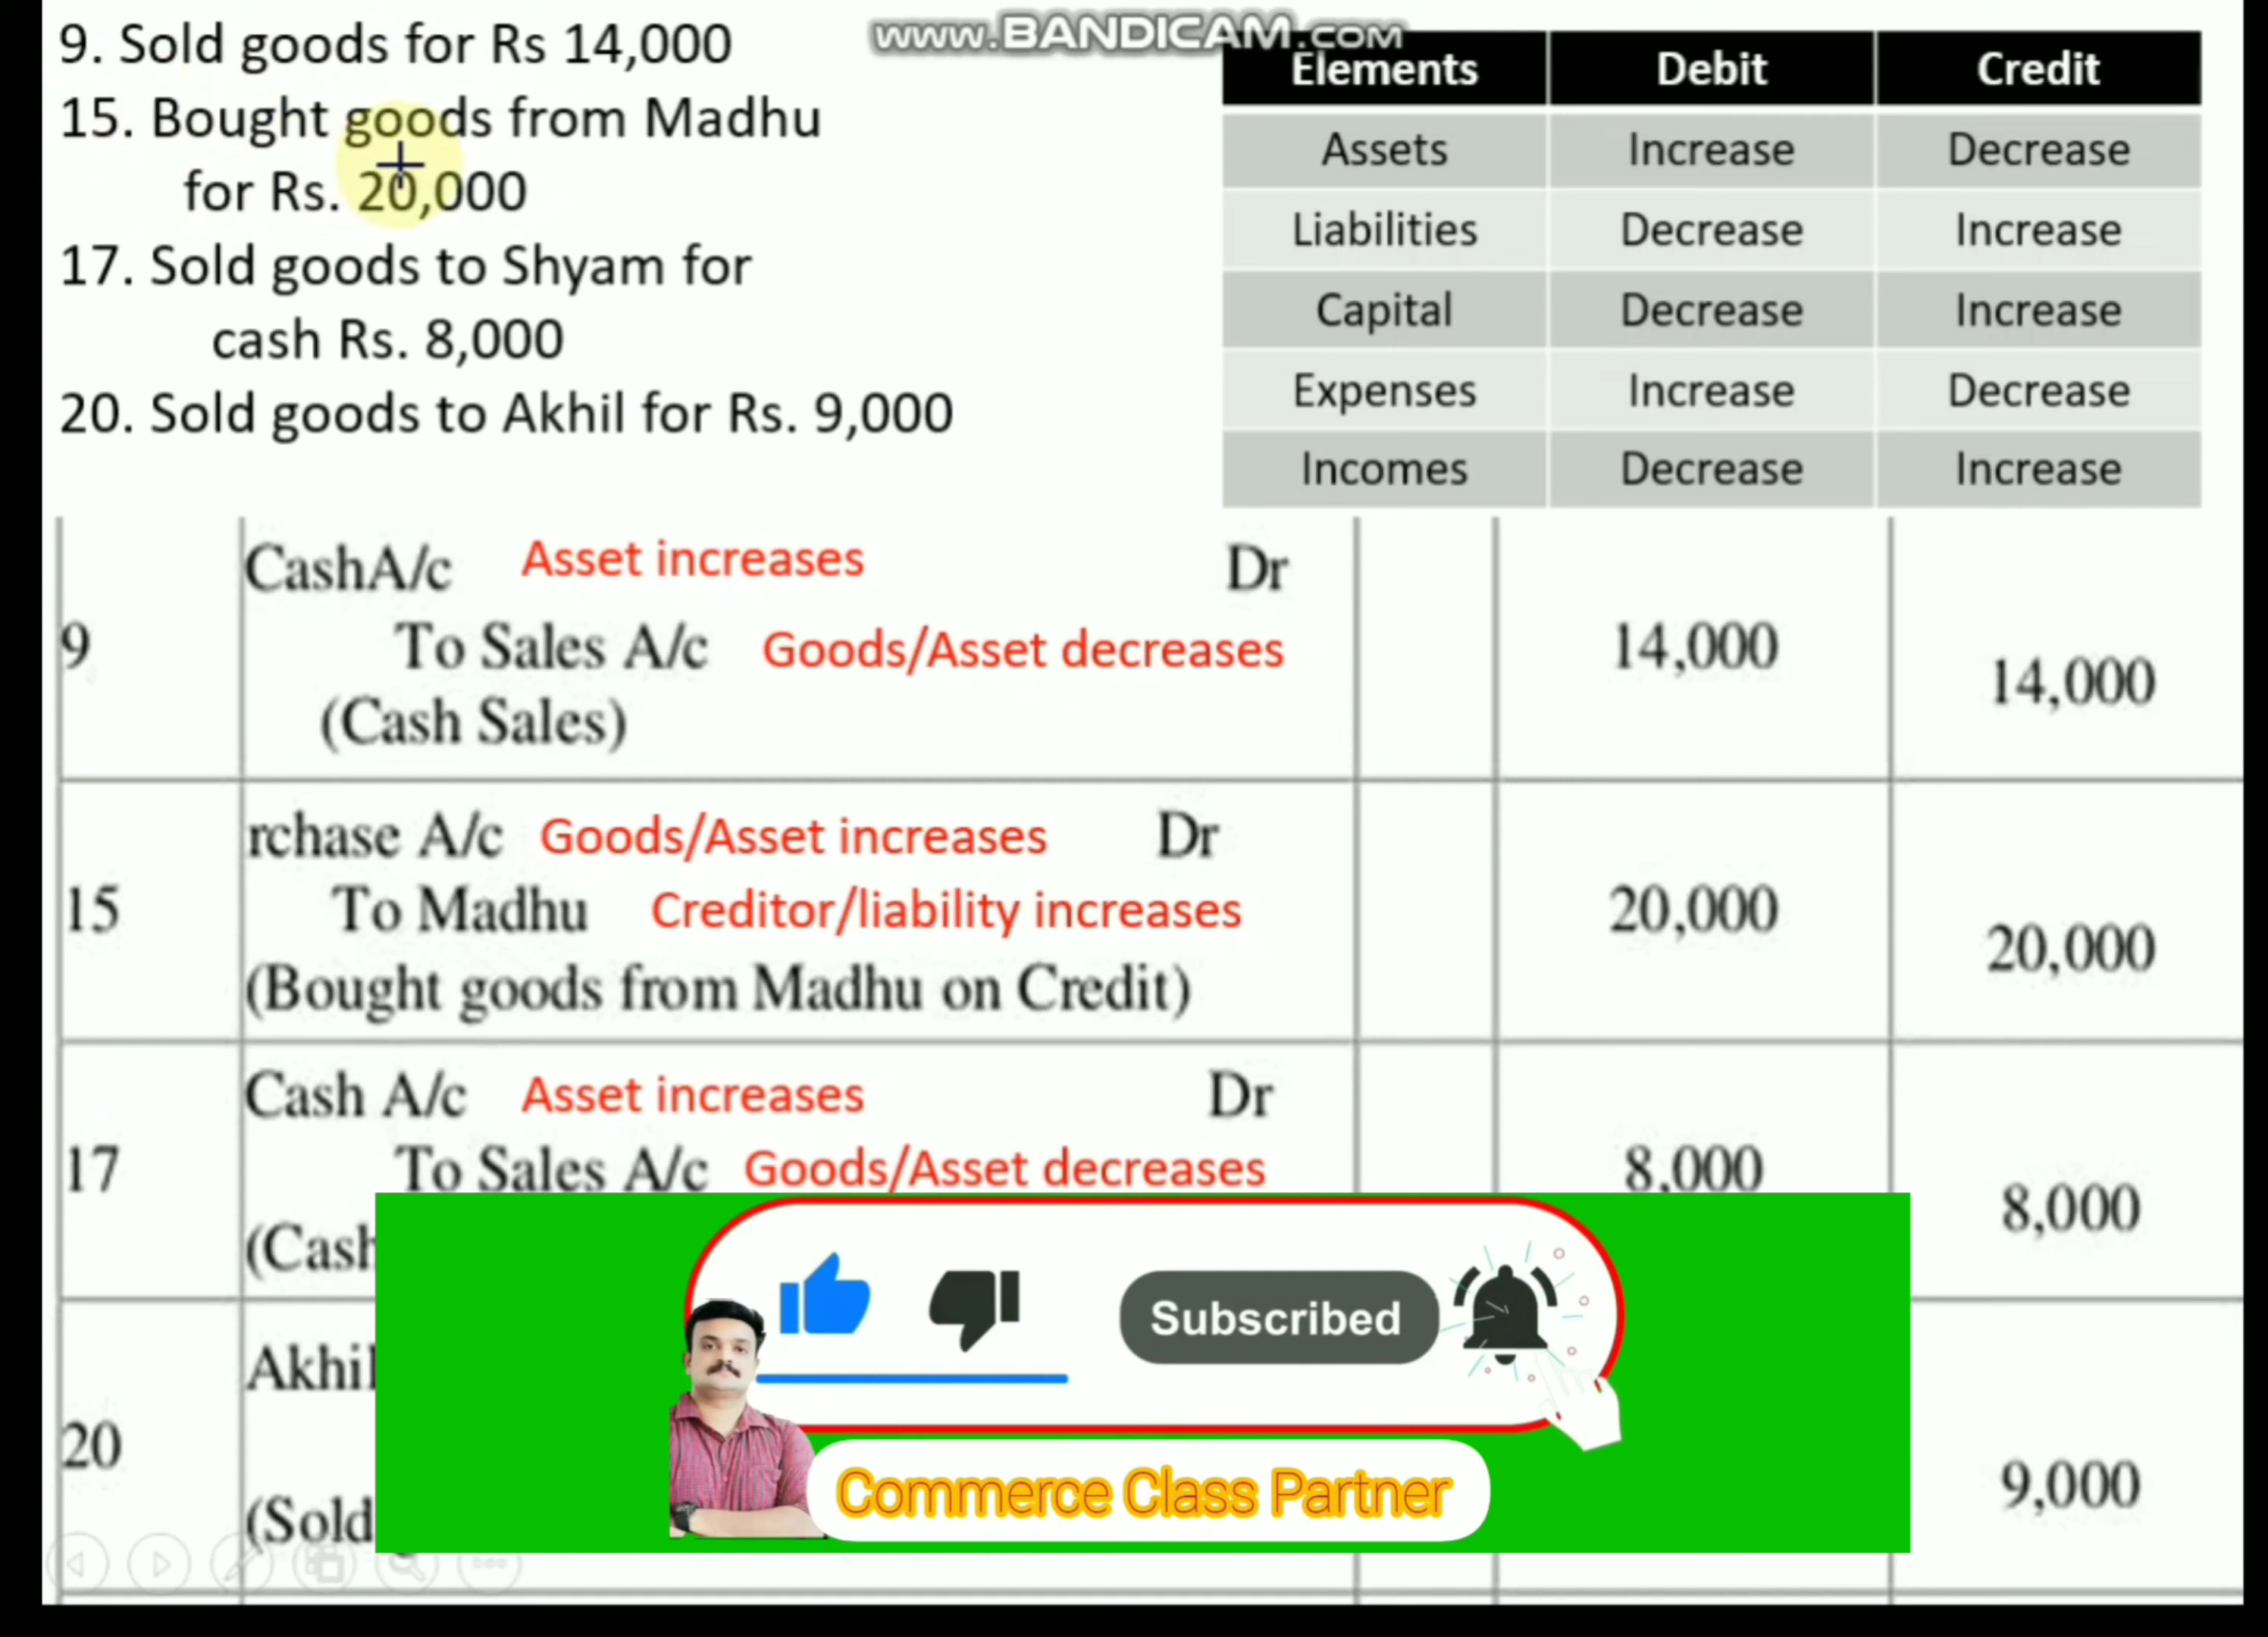 www.BANDICAM.com
9. Sold goods for Rs 14,000
15. Bought goods from Madhu
for Rs. 20,000
17. Sold goods to Shyam for
cash Rs. 8,000
20. Sold goods to Akhil for Rs. 9,000
Elements Debit Credit
Assets Increase Decrease
Liabilities Decrease Increase
Capital Decrease Increase
Expenses Increase Decrease
Incomes Decrease Increase
CashA/c Asset increases Dr
9 To Sales A/c Goods/Asset decreases 14,000 14,000
(Cash Sales)
rchase A/c Goods/Asset increases Dr
15 To Madhu Creditor/liability increases 20,000 20,000
(Bought goods from Madhu on Credit)
Cash A/c Asset increases Dr
17 To Sales A/c Goods/Asset decreases 8,000 8,000
(Cash
Akhil
20 9,000
(Sold
Subscribed
Commerce Class Partner